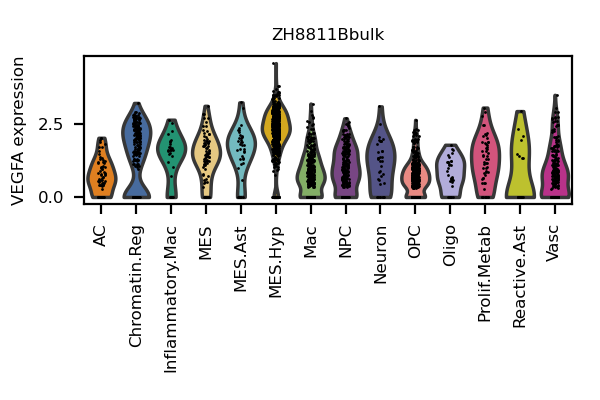 ZH8811Bbulk
VEGFA expression
2.5
0.0
AC
Chromatin.Reg
Inflammatory.Mac
MES
MES.Ast
MES.Hyp
Mac
NPC
Neuron
OPC
Oligo
Prolif.Metab
Reactive.Ast
Vasc